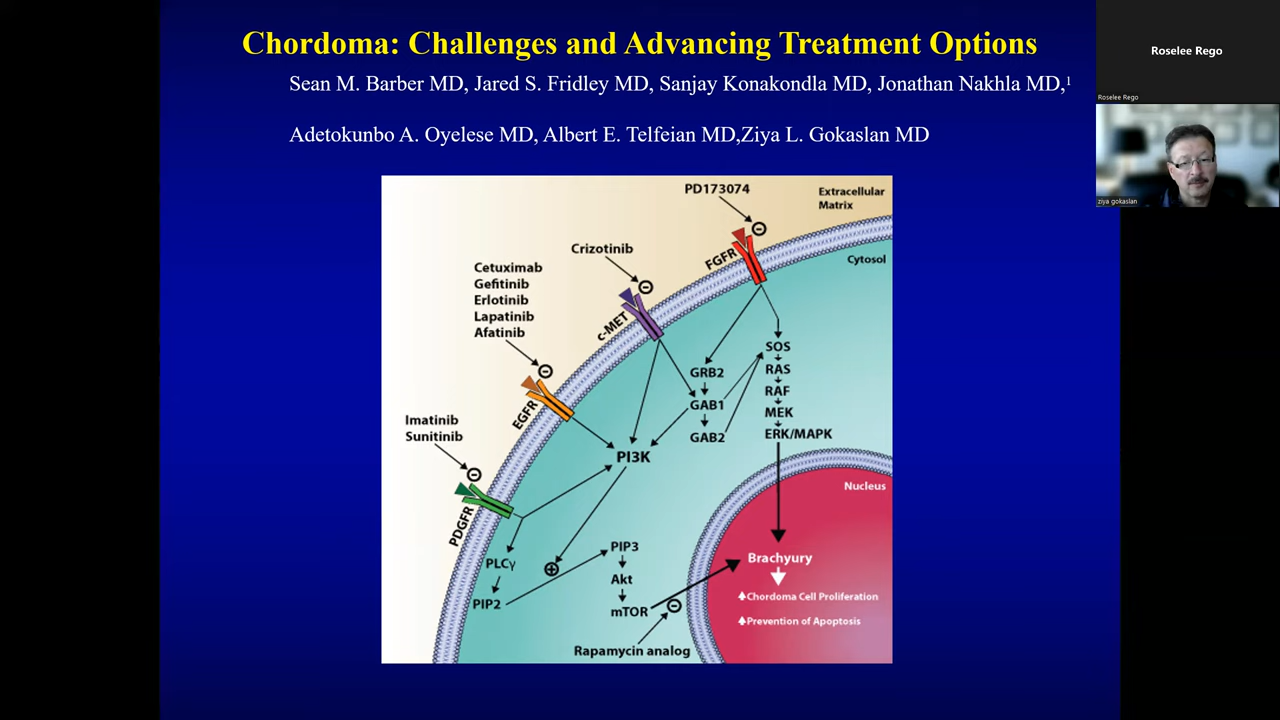 Chordoma: Challenges and Advancing Treatment Options
Sean M. Barber MD, Jared S. Fridley MD, Sanjay Konakondla MD, Jonathan Nakhla MD,¹
Adetokunbo A. Oyelese MD, Albert E. Telfeian MD,Ziya L. Gokaslan MD
Roselee Rego
Roselee Rego
ziya gokaslan
PD173074
Extracellular
Matrix
Crizotinib
FGFR
Cytosol
Cetuximab
Gefitinib
Erlotinib
Lapatinib
Afatinib
c-MET
SOS
RAS
RAF
MEK
ERK/MAPK
GRB2
GAB1
GAB2
EGFR
Imatinib
Sunitinib
PI3K
Nucleus
PDGFR
PLCγ
PIP2
PIP3
Akt
mTOR
Brachyury
Chordoma Cell Proliferation
Prevention of Apoptosis
Rapamycin analog